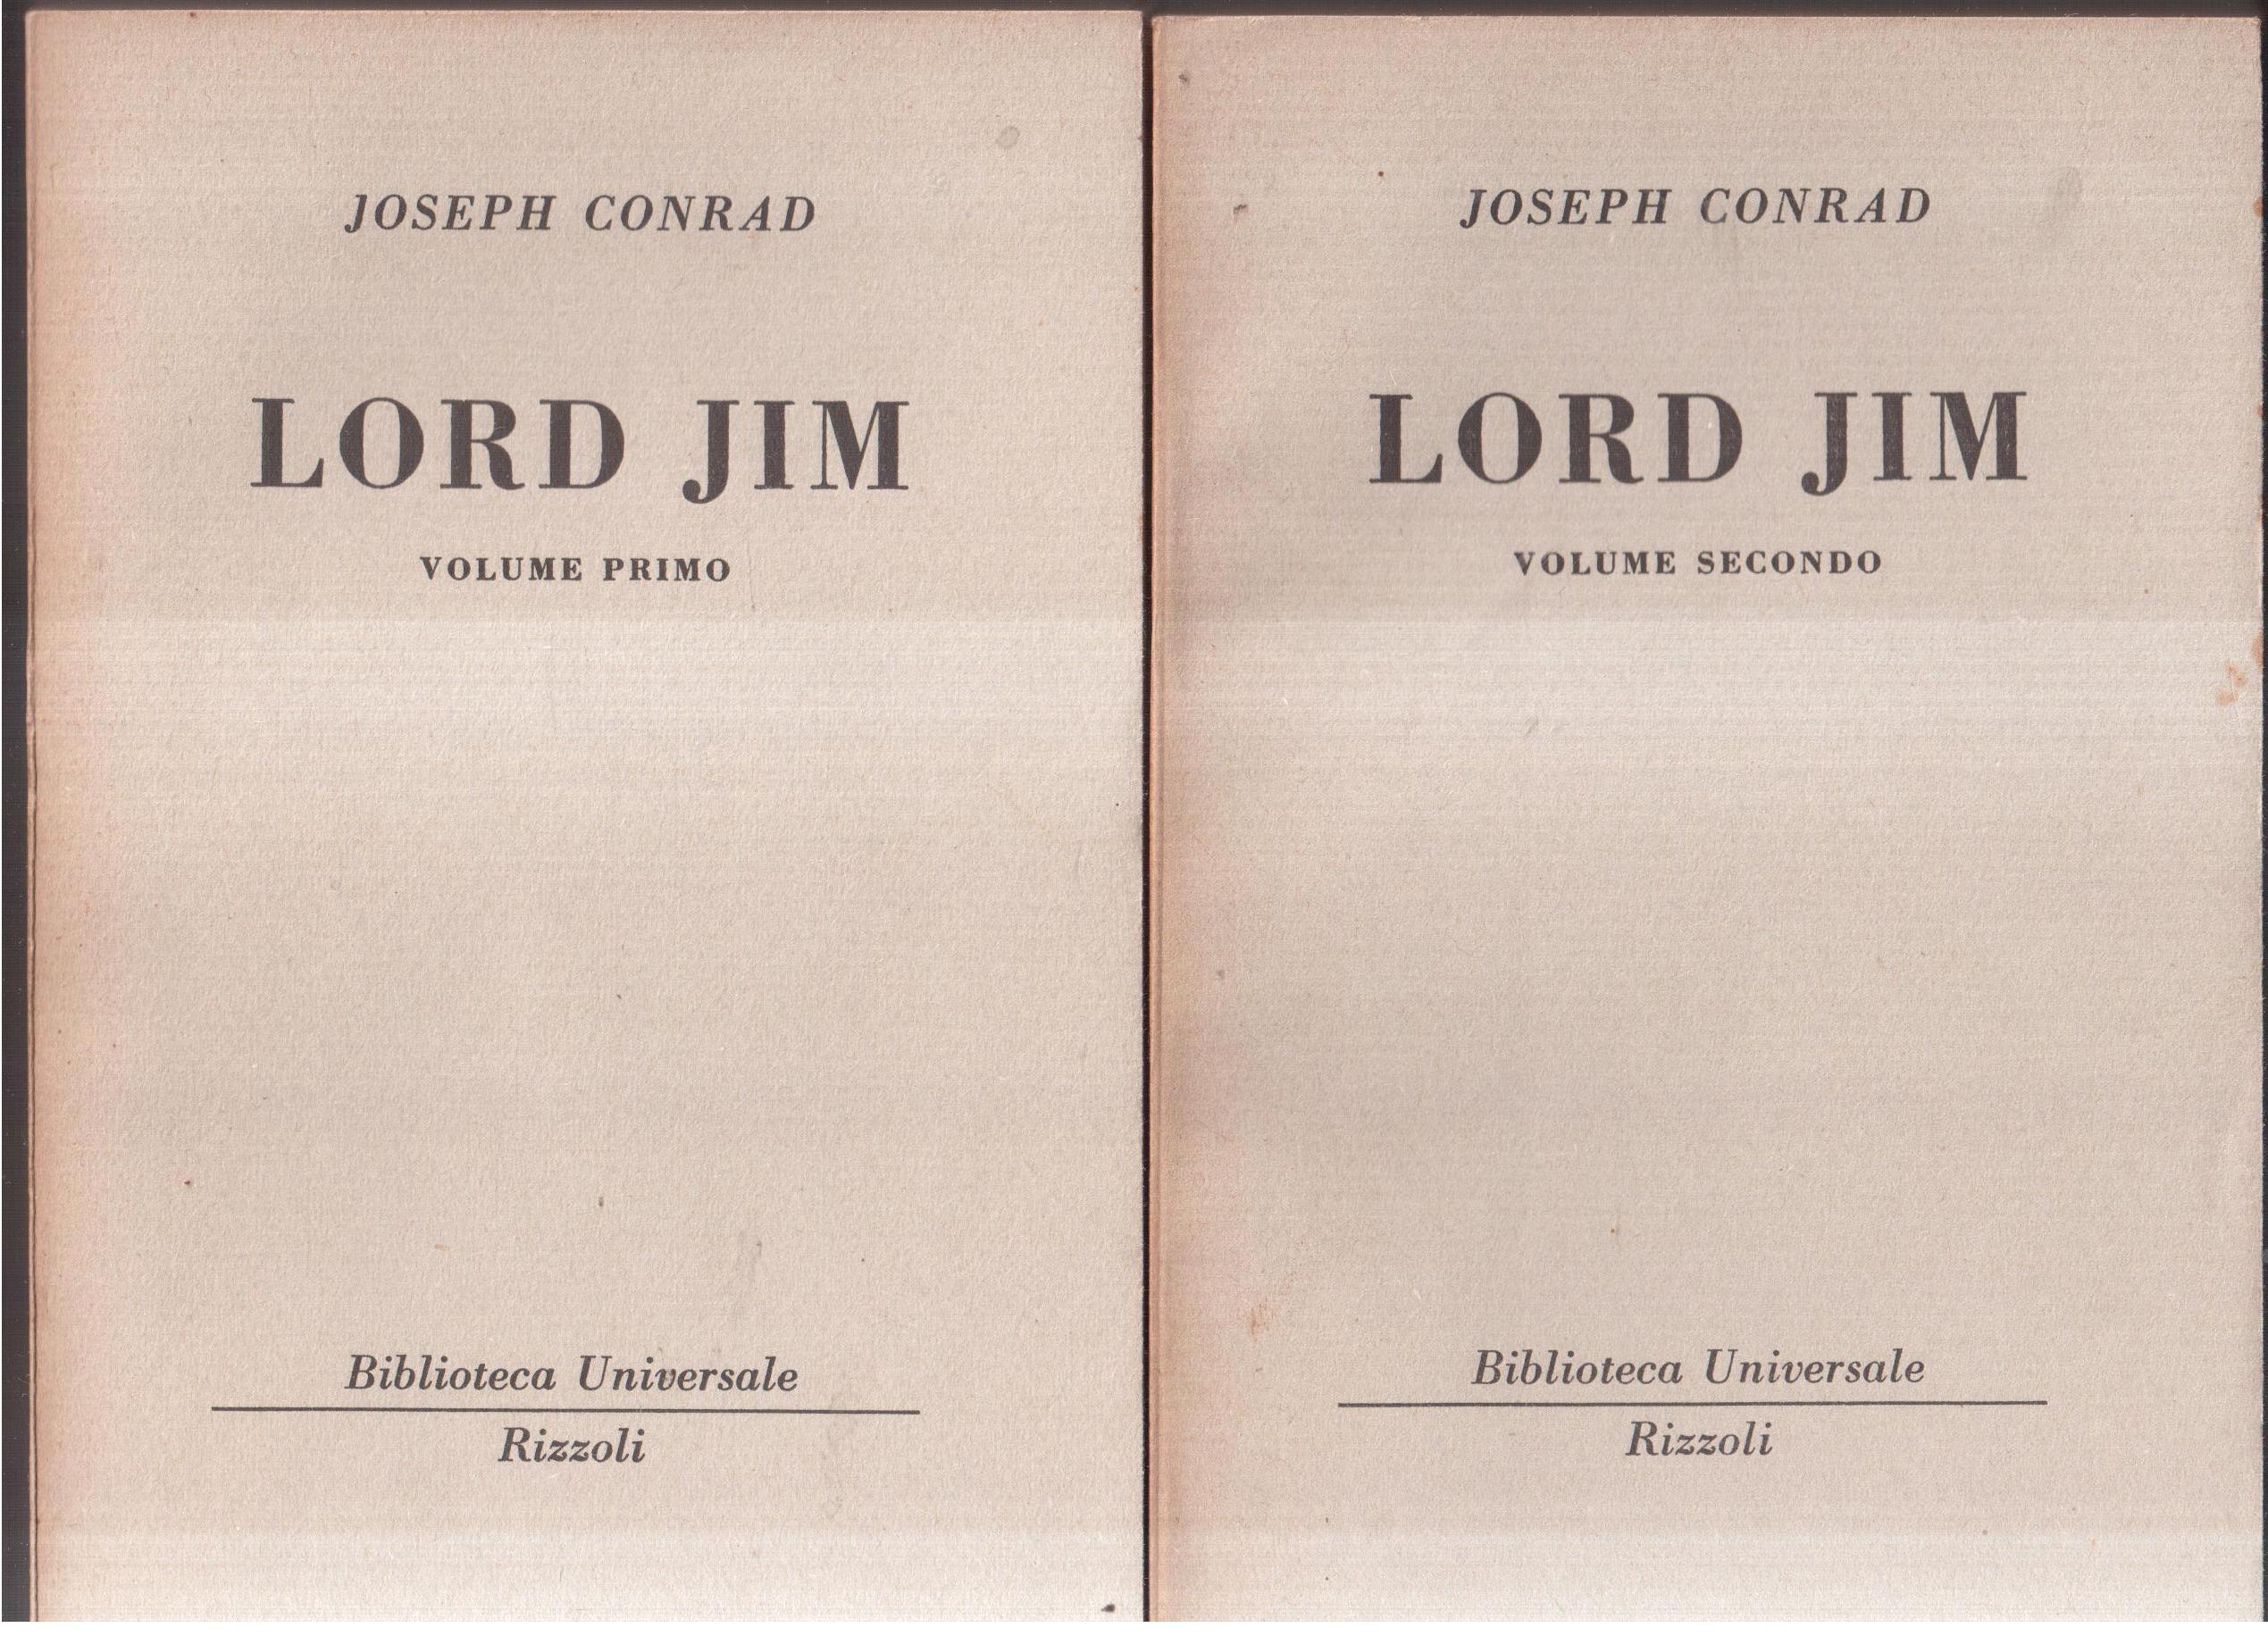 JOSEPH CONRAD
LORD JIM
VOLUME PRIMO
Biblioteca Universale
Rizzoli
JOSEPH CONRAD
LORD JIM
VOLUME SECONDO
Biblioteca Universale
Rizzoli